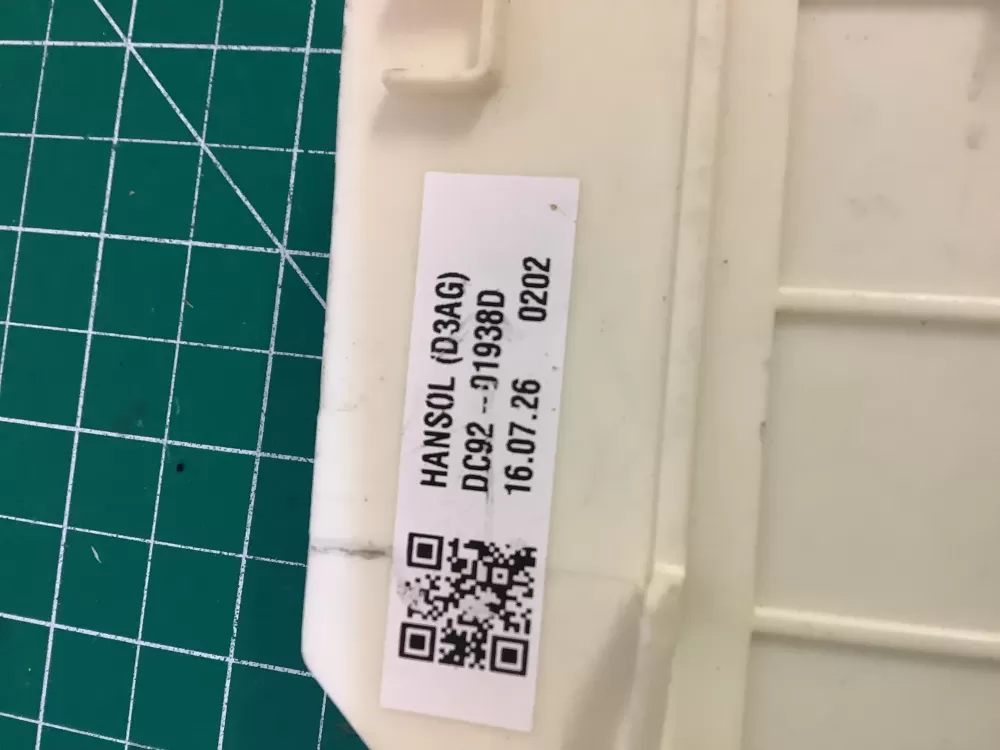 HANSOL (D3AG)
DC92-01938D
16.07.26 0202